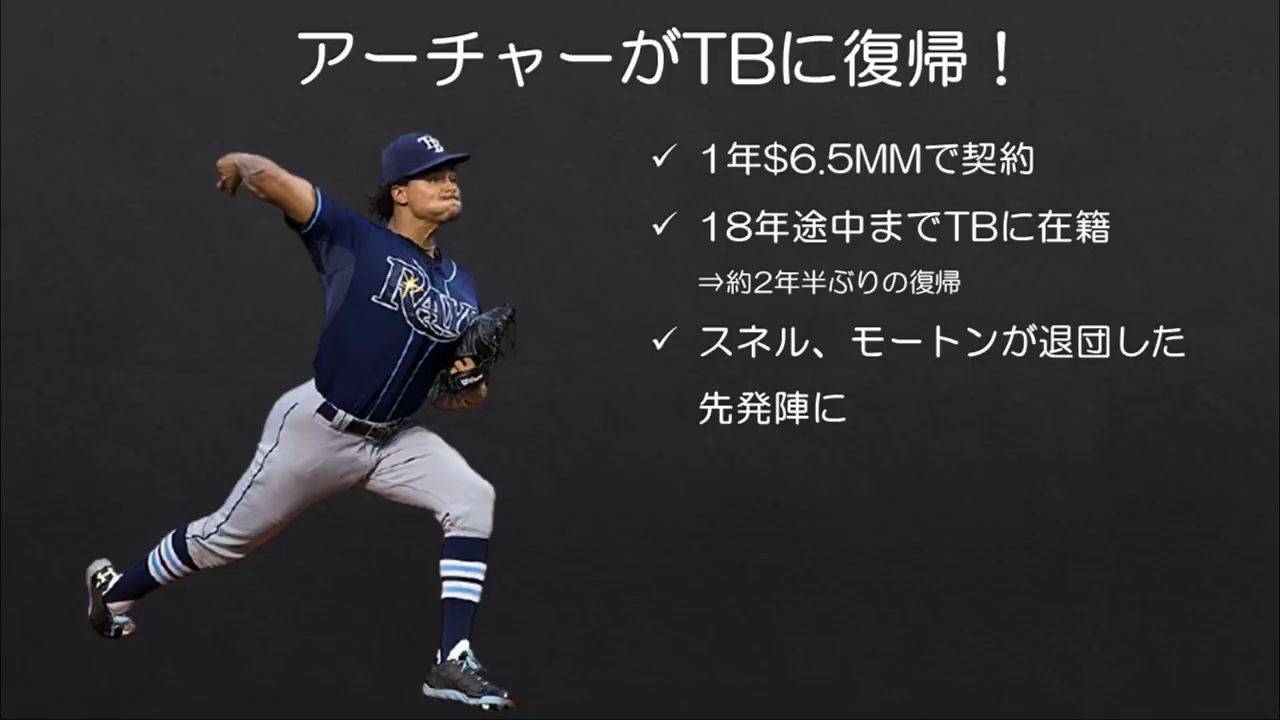 アーチャーがTBに復帰！
✓ 1年$6.5MMで契約
✓ 18年途中までTBに在籍
⇒約2年半ぶりの復帰
✓ スネル、モートンが退団した
先発陣に
TB
RAYS